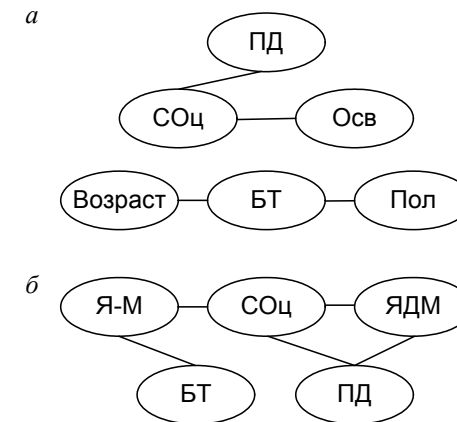 а
ПД
СОц Осв
Возраст БТ Пол
б
Я-М СОц ЯДМ
БТ ПД